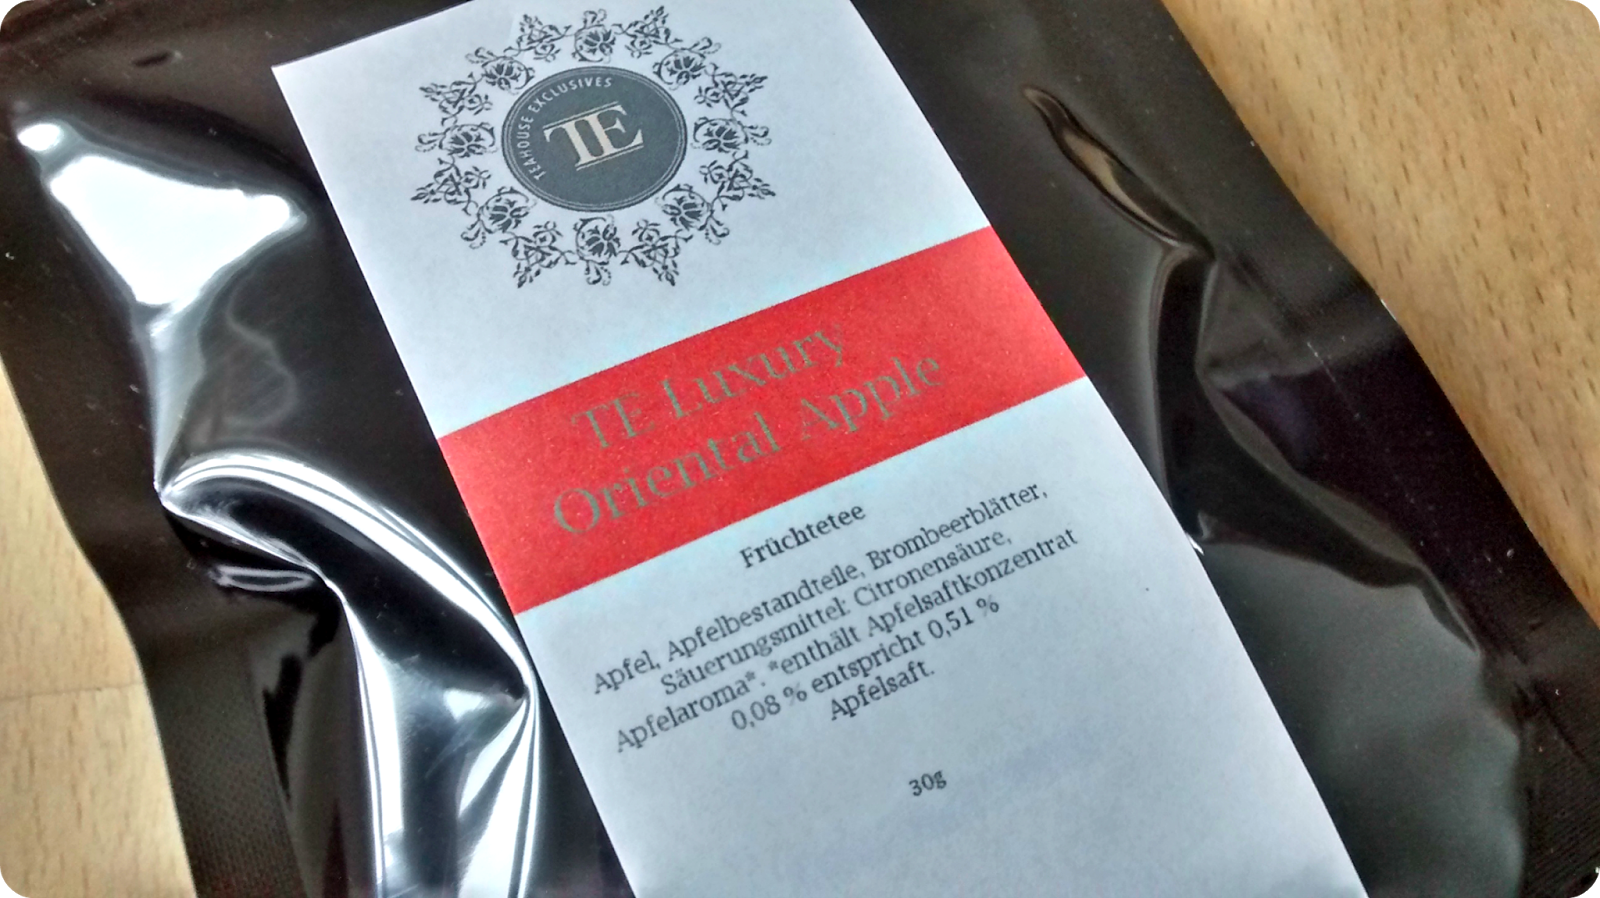 TEAHOUSE EXCLUSIVES
TE
TE Luxury
Oriental Apple
Früchtetee
Apfel, Apfelbestandteile, Brombeerblätter,
Säuerungsmittel: Citronensäure,
Apfelaroma*. *enthält Apfelsaftkonzentrat
0,08 % entspricht 0,51 %
Apfelsaft.
30g